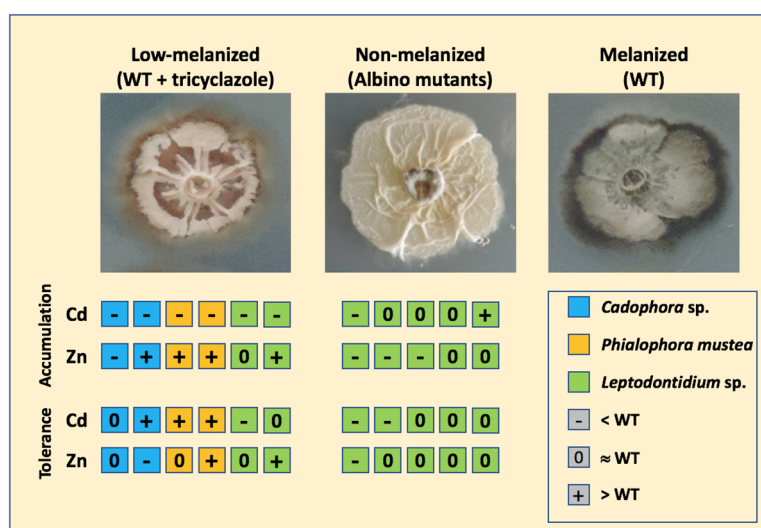 Low-melanized
(WT + tricyclazole)
Non-melanized
(Albino mutants)
Melanized
(WT)
Accumulation
Cd
- - - - - -
- 0 0 0 +
Zn
- + + + 0 +
- - - 0 0
Tolerance
Cd
0 + + + - 0
- - 0 0 0
Zn
0 - 0 + 0 +
- 0 0 0 0
Cadophora sp.
Phialophora mustea
Leptodontidium sp.
- < WT
0 ≈ WT
+ > WT